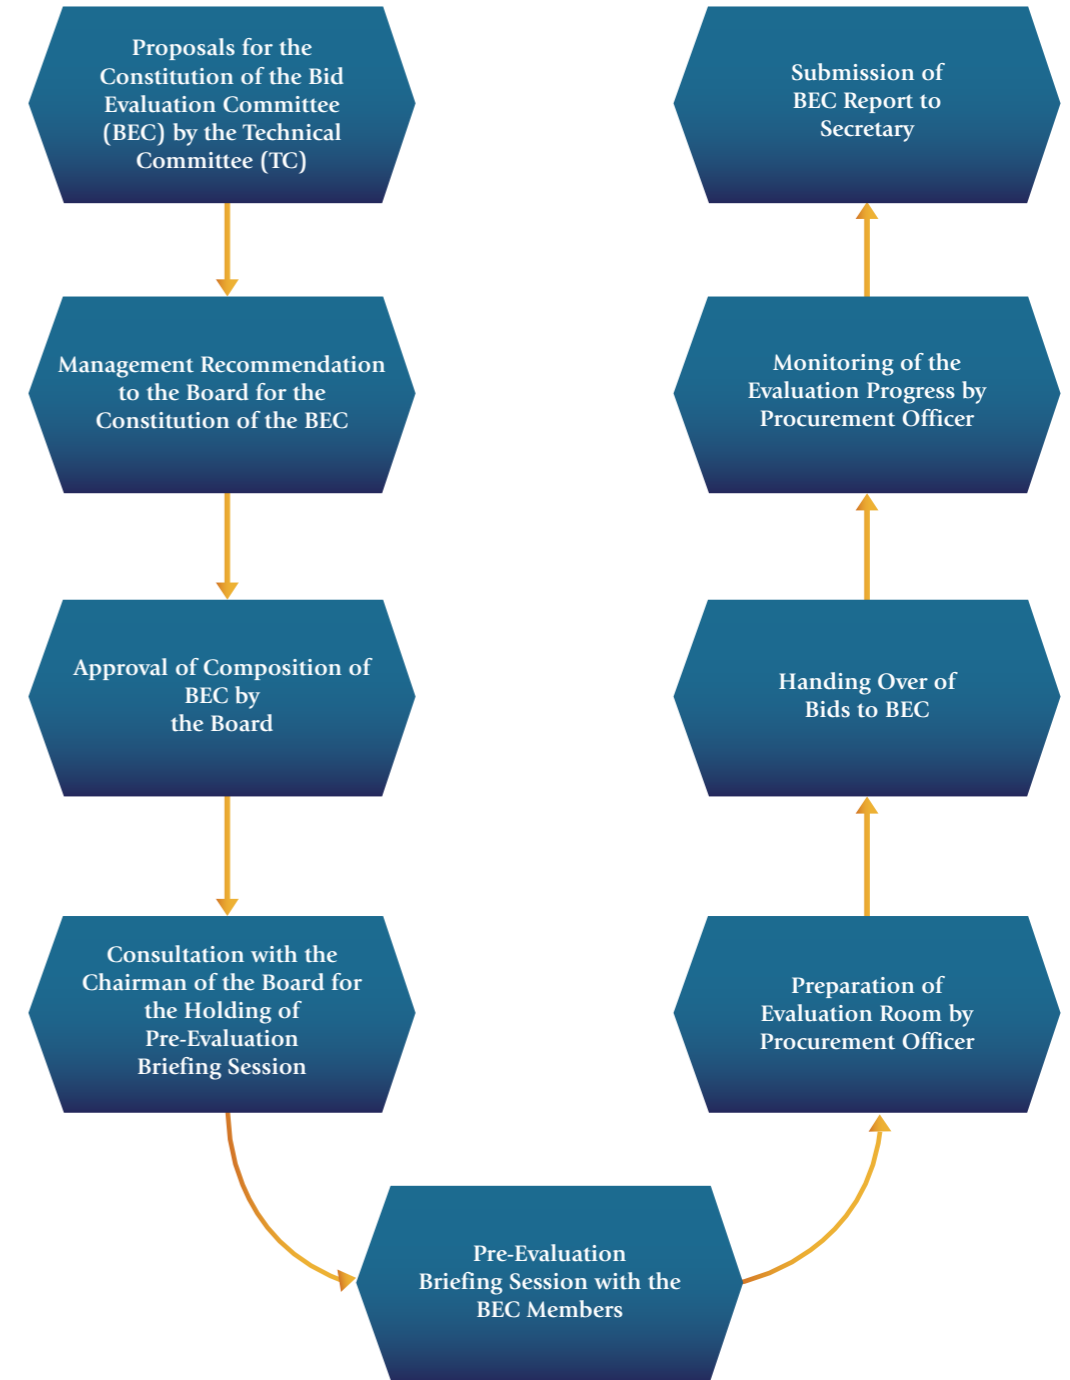 Proposals for the
Constitution of the Bid
Evaluation Committee
(BEC) by the Technical
Committee (TC)
Management Recommendation
to the Board for the
Constitution of the BEC
Approval of Composition of
BEC by
the Board
Consultation with the
Chairman of the Board for
the Holding of
Pre-Evaluation
Briefing Session
Pre-Evaluation
Briefing Session with the
BEC Members
Preparation of
Evaluation Room by
Procurement Officer
Handing Over of
Bids to BEC
Monitoring of the
Evaluation Progress by
Procurement Officer
Submission of
BEC Report to
Secretary